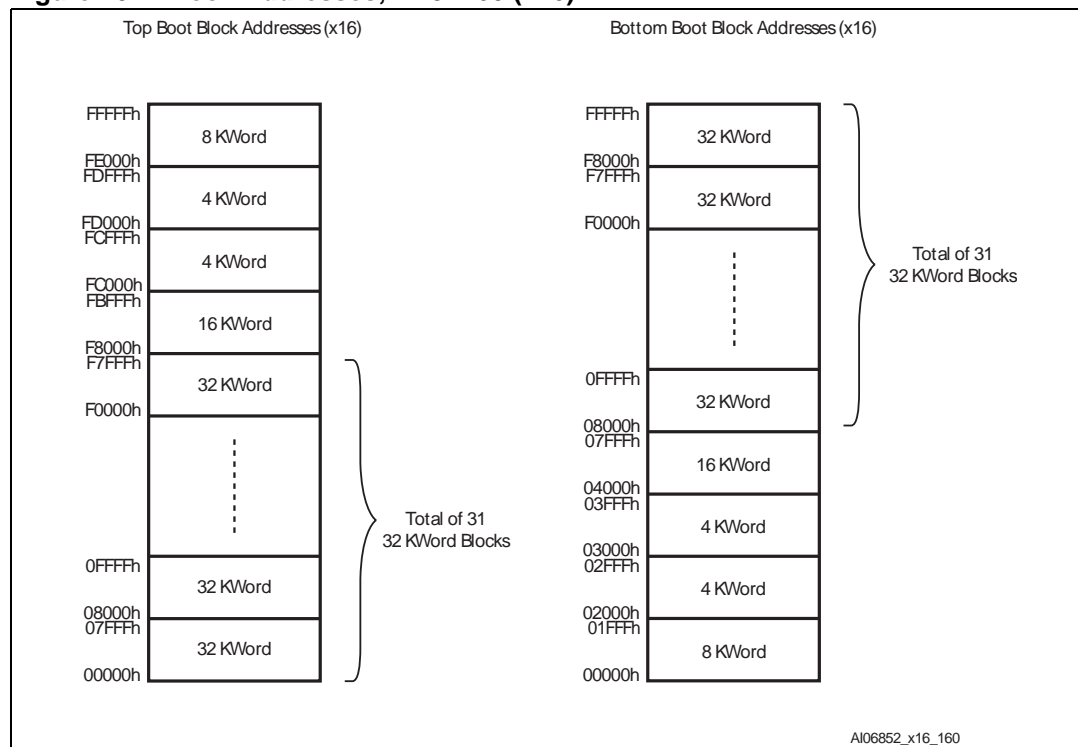 Top Boot Block Addresses (x16)
FFFFFh
8 KWord
FE000h
FDFFFh
4 KWord
FD000h
FCFFFh
4 KWord
FC000h
FBFFFh
16 KWord
F8000h
F7FFFh
32 KWord
F0000h
Total of 31
32 KWord Blocks
0FFFFh
32 KWord
08000h
07FFFh
32 KWord
00000h
Bottom Boot Block Addresses (x16)
FFFFFh
32 KWord
F8000h
F7FFFh
32 KWord
F0000h
Total of 31
32 KWord Blocks
0FFFFh
32 KWord
08000h
07FFFh
16 KWord
04000h
03FFFh
4 KWord
03000h
02FFFh
4 KWord
02000h
01FFFh
8 KWord
00000h
AI06852_x16_160